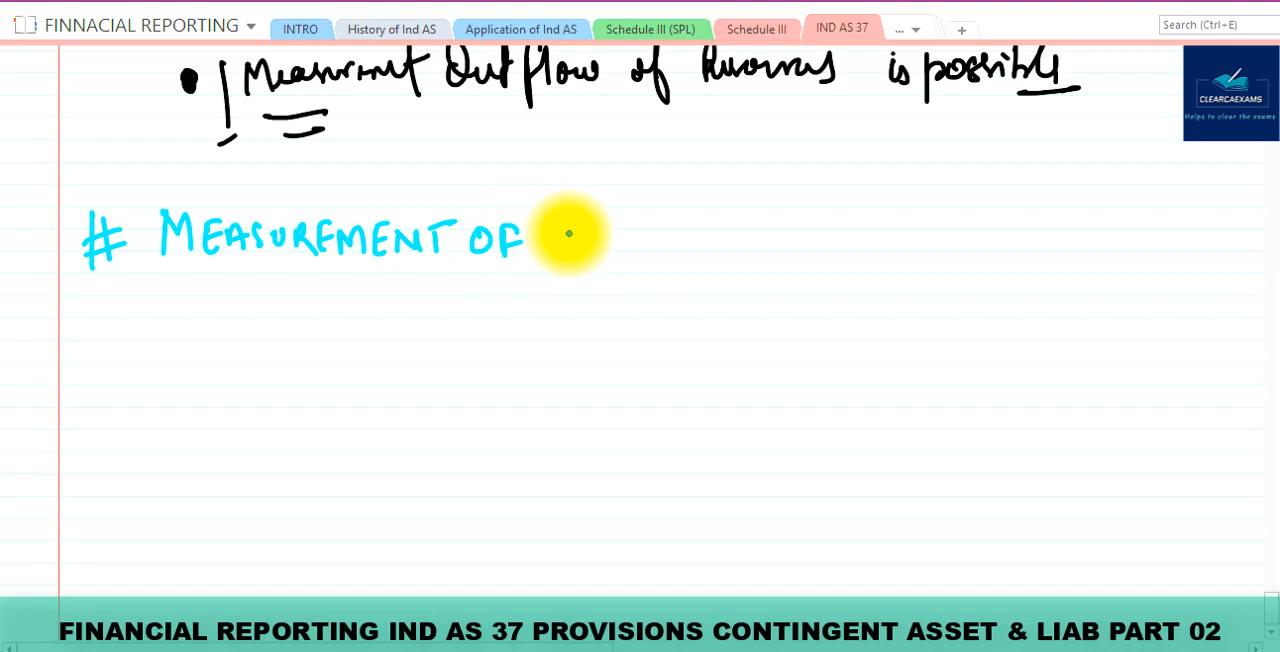 FINNACIAL REPORTING
INTRO
History of Ind AS
Application of Ind AS
Schedule III (SPL)
Schedule III
IND AS 37
...
Search (Ctrl+E)
Outflow of is possible
CLEARCAEXAMS
Helps to clear the exams
# MEASUREMENT OF
FINANCIAL REPORTING IND AS 37 PROVISIONS CONTINGENT ASSET & LIAB PART 02